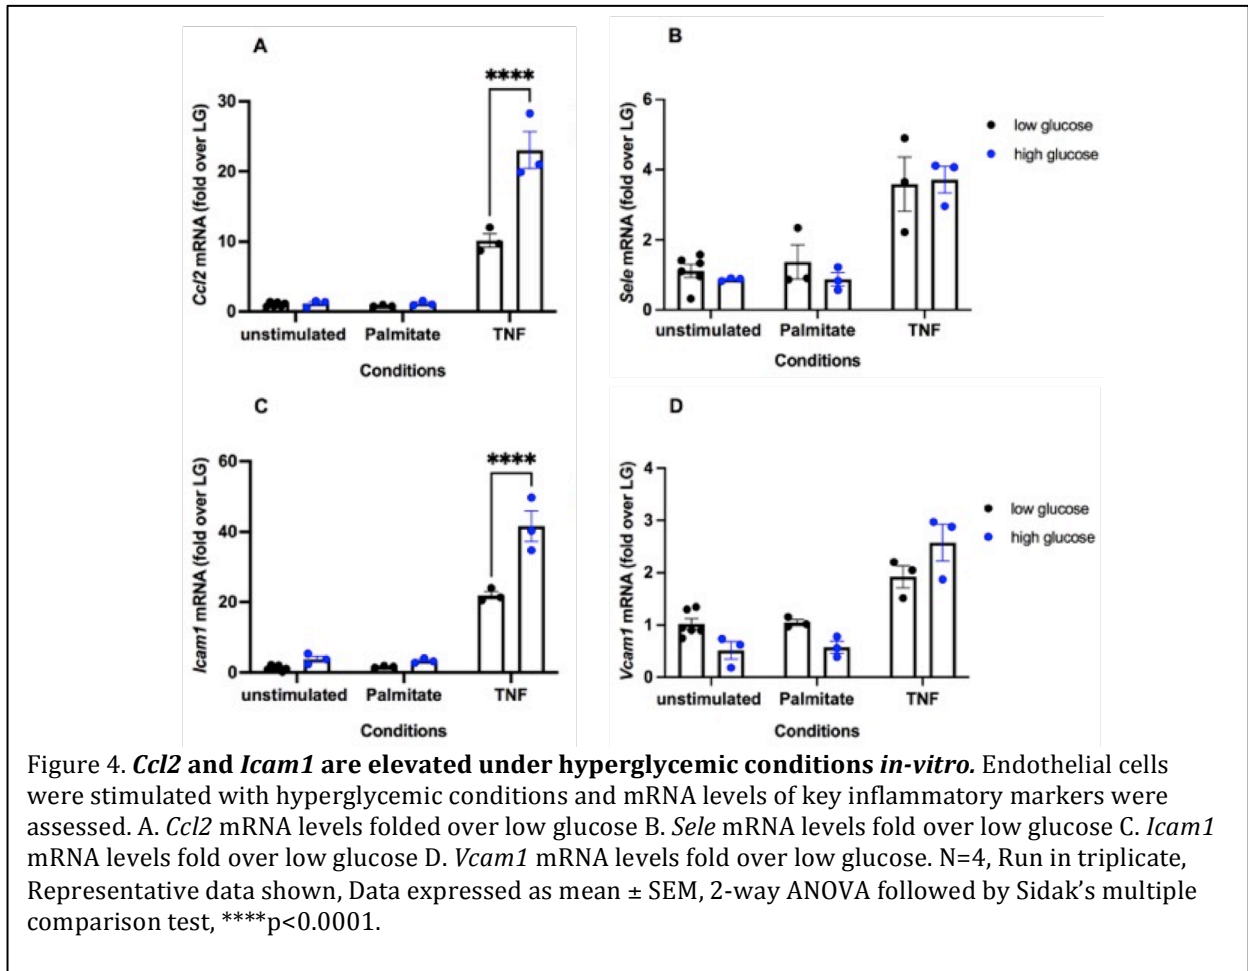 A
****
30
20
10
0
Ccl2 mRNA (fold over LG)
unstimulated Palmitate TNF
Conditions
B
6
4
2
0
Sele mRNA (fold over LG)
unstimulated Palmitate TNF
Conditions
low glucose
high glucose
C
****
60
40
20
0
Icam1 mRNA (fold over LG)
unstimulated Palmitate TNF
Conditions
D
4
3
2
1
0
Vcam1 mRNA (fold over LG)
unstimulated Palmitate TNF
Conditions
low glucose
high glucose
Figure 4. Ccl2 and Icam1 are elevated under hyperglycemic conditions in-vitro. Endothelial cells
were stimulated with hyperglycemic conditions and mRNA levels of key inflammatory markers were
assessed. A. Ccl2 mRNA levels folded over low glucose B. Sele mRNA levels fold over low glucose C. Icam1
mRNA levels fold over low glucose D. Vcam1 mRNA levels fold over low glucose. N=4, Run in triplicate,
Representative data shown, Data expressed as mean ± SEM, 2-way ANOVA followed by Sidak's multiple
comparison test, ****p<0.0001.